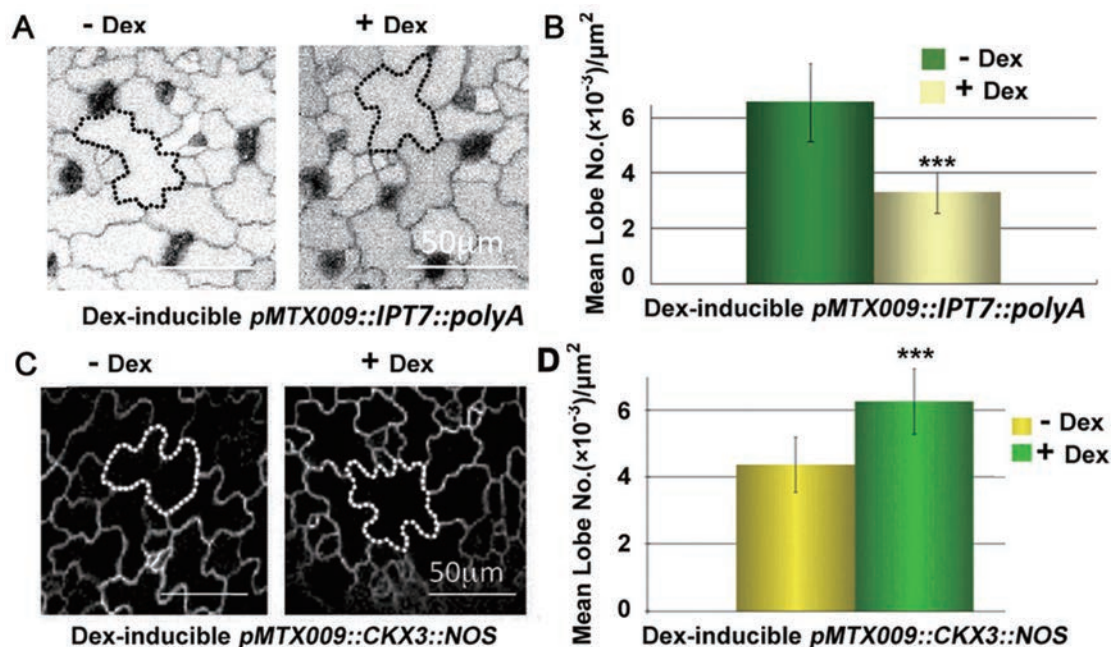 A
- Dex
+ Dex
50μm
Dex-inducible pMTX009::IPT7::polyA
B
Mean Lobe No.(×10⁻³)/μm²
6
4
2
0
- Dex
+ Dex
***
Dex-inducible pMTX009::IPT7::polyA
C
- Dex
+ Dex
50μm
Dex-inducible pMTX009::CKX3::NOS
D
Mean Lobe No.(×10⁻³)/μm²
6
4
2
0
***
- Dex
+ Dex
Dex-inducible pMTX009::CKX3::NOS